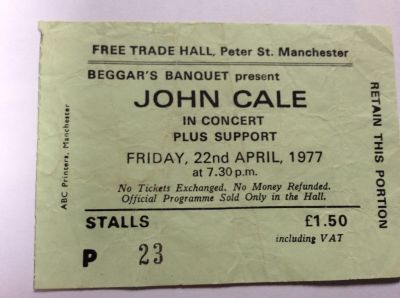 FREE TRADE HALL, Peter St. Manchester
BEGGAR'S BANQUET present
JOHN CALE
IN CONCERT
PLUS SUPPORT
FRIDAY, 22nd APRIL, 1977
at 7.30 p.m.
No Tickets Exchanged. No Money Refunded.
Official Programme Sold Only in the Hall.
STALLS £1.50
including VAT
P 23
ABC Printers, Manchester
RETAIN THIS PORTION